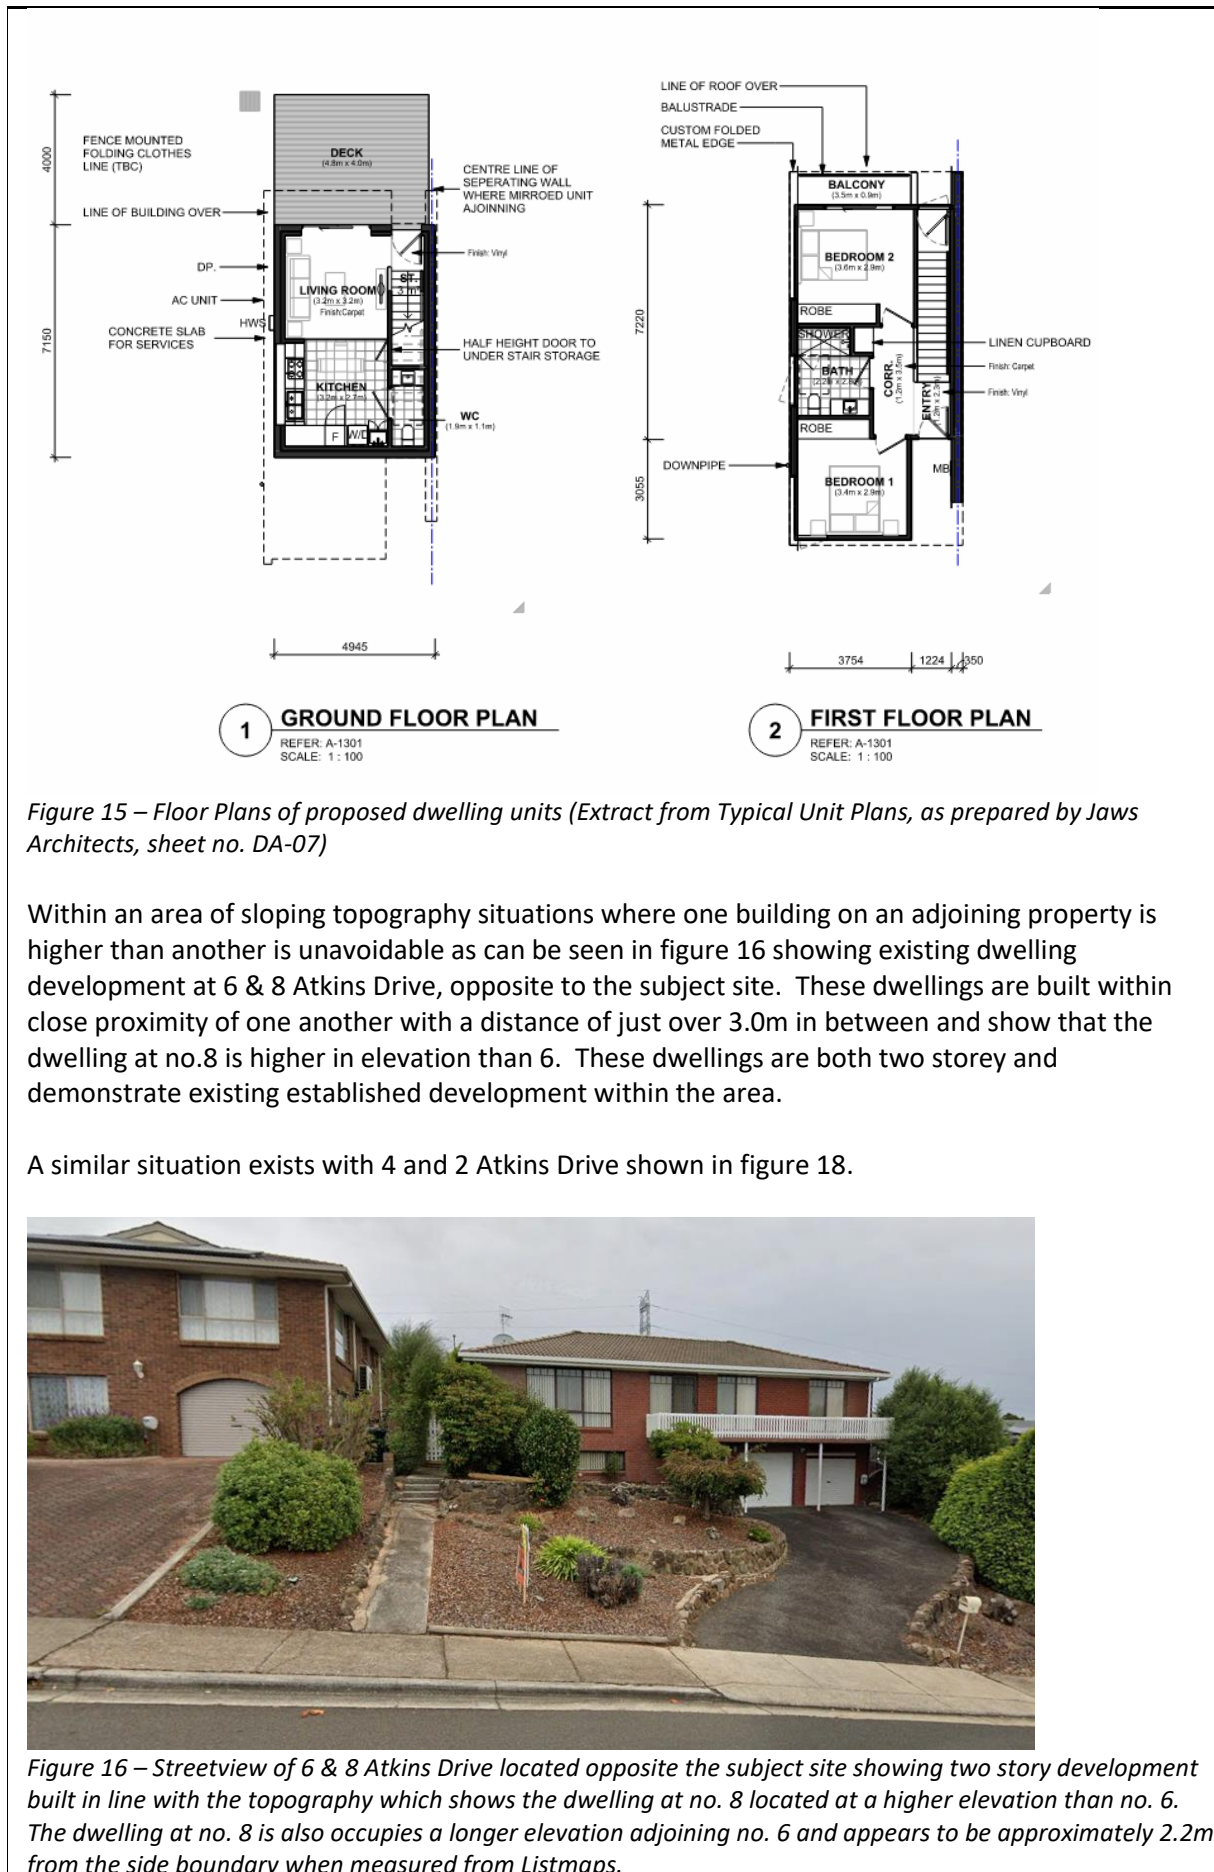 4000
FENCE MOUNTED
FOLDING CLOTHES
LINE (TBC)
LINE OF BUILDING OVER
DP.
AC UNIT
HWS
CONCRETE SLAB
FOR SERVICES
7150
DECK
(4.8m x 4.0m)
CENTRE LINE OF
SEPERATING WALL
WHERE MIRROED UNIT
AJOINNING
Finish: Vinyl
ST.
3 m²
LIVING ROOM
(3.2m x 3.2m)
Finish:Carpet
HALF HEIGHT DOOR TO
UNDER STAIR STORAGE
KITCHEN
(3.2m x 2.7m)
WC
(1.9m x 1.1m)
F
W/D
4945
1
GROUND FLOOR PLAN
REFER: A-1301
SCALE: 1 : 100
LINE OF ROOF OVER
BALUSTRADE
CUSTOM FOLDED
METAL EDGE
BALCONY
(3.5m x 0.9m)
BEDROOM 2
(3.6m x 2.9m)
7220
ROBE
SHOWER
LINEN CUPBOARD
BATH
CORR.
(1.2m x 3.5m)
Finish: Carpet
ENTRY
Finish: Vinyl
ROBE
DOWNPIPE
MB
3055
BEDROOM 1
(3.4m x 2.9m)
3754
1224
350
2
FIRST FLOOR PLAN
REFER: A-1301
SCALE: 1 : 100
Figure 15 – Floor Plans of proposed dwelling units (Extract from Typical Unit Plans, as prepared by Jaws
Architects, sheet no. DA-07)
Within an area of sloping topography situations where one building on an adjoining property is
higher than another is unavoidable as can be seen in figure 16 showing existing dwelling
development at 6 & 8 Atkins Drive, opposite to the subject site.  These dwellings are built within
close proximity of one another with a distance of just over 3.0m in between and show that the
dwelling at no.8 is higher in elevation than 6.  These dwellings are both two storey and
demonstrate existing established development within the area.
A similar situation exists with 4 and 2 Atkins Drive shown in figure 18.
Figure 16 – Streetview of 6 & 8 Atkins Drive located opposite the subject site showing two story development
built in line with the topography which shows the dwelling at no. 8 located at a higher elevation than no. 6.
The dwelling at no. 8 is also occupies a longer elevation adjoining no. 6 and appears to be approximately 2.2m
from the side boundary when measured from Listmaps.